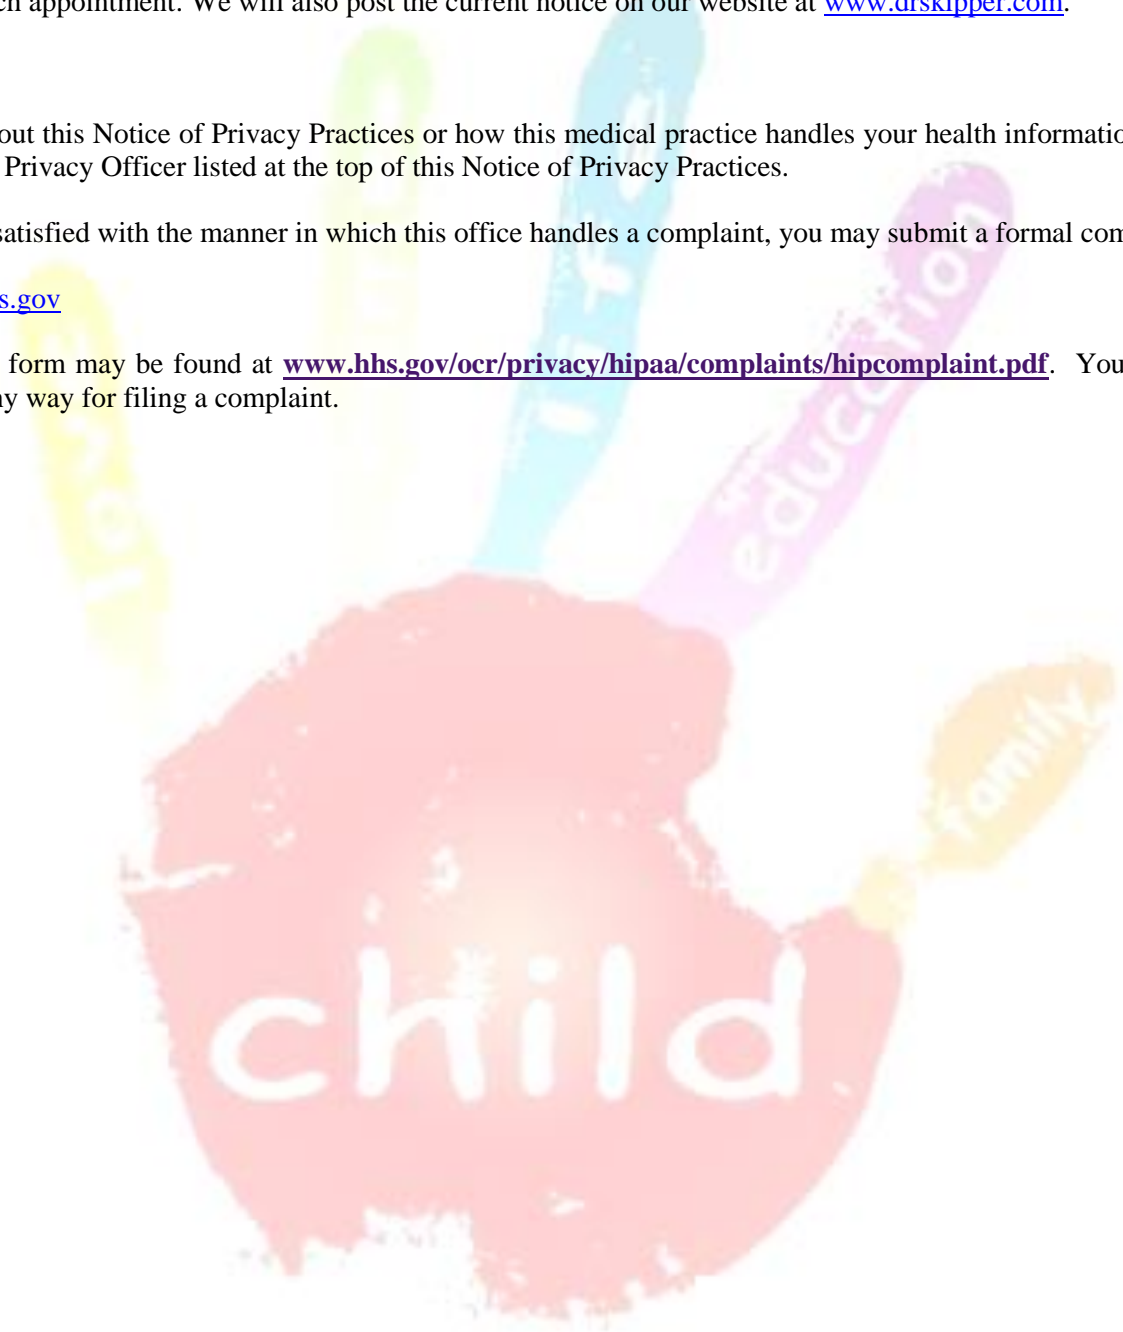 ch appointment. We will also post the current notice on our website at www.drskipper.com.
out this Notice of Privacy Practices or how this medical practice handles your health informatio
Privacy Officer listed at the top of this Notice of Privacy Practices.
satisfied with the manner in which this office handles a complaint, you may submit a formal com
s.gov
form may be found at www.hhs.gov/ocr/privacy/hipaa/complaints/hipcomplaint.pdf. You
ny way for filing a complaint.
life
education
family
child